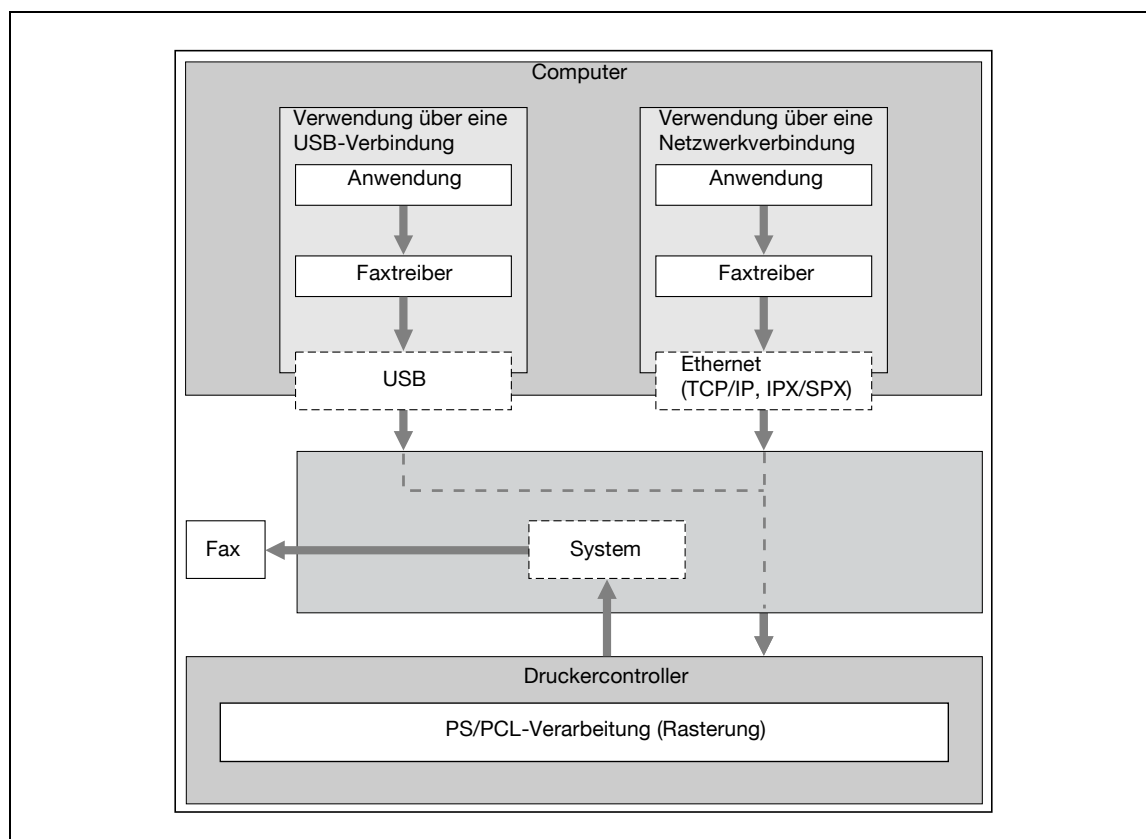 Computer
Verwendung über eine
USB-Verbindung
Anwendung
Faxtreiber
USB
Verwendung über eine
Netzwerkverbindung
Anwendung
Faxtreiber
Ethernet
(TCP/IP, IPX/SPX)
Fax
System
Druckercontroller
PS/PCL-Verarbeitung (Rasterung)